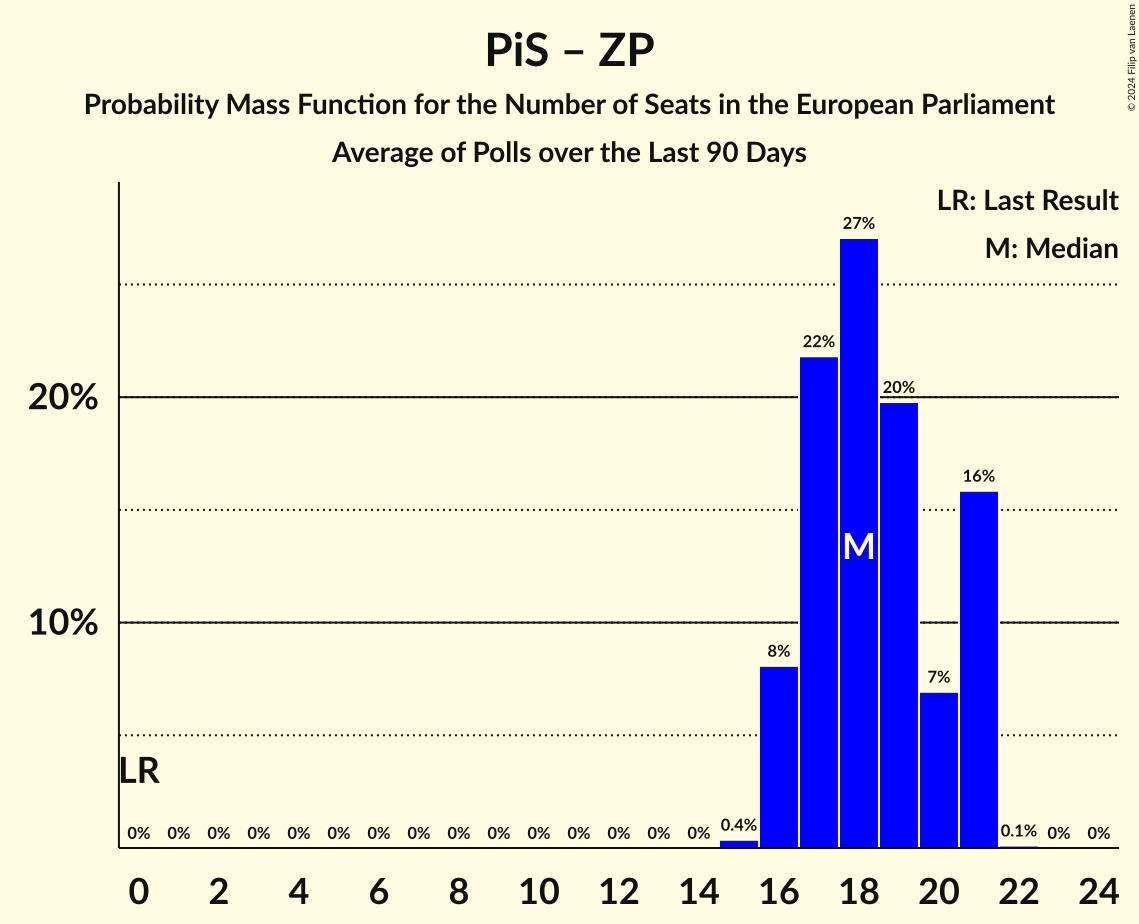 PiS – ZP
Probability Mass Function for the Number of Seats in the European Parliament
Average of Polls over the Last 90 Days
© 2024 Filip van Laenen
LR: Last Result
M: Median
27%
22%
20%
20%
16%
M
10%
8%
7%
LR
0% 0% 0% 0% 0% 0% 0% 0% 0% 0% 0% 0% 0% 0% 0% 0.4% 0.1% 0% 0%
0 2 4 6 8 10 12 14 16 18 20 22 24